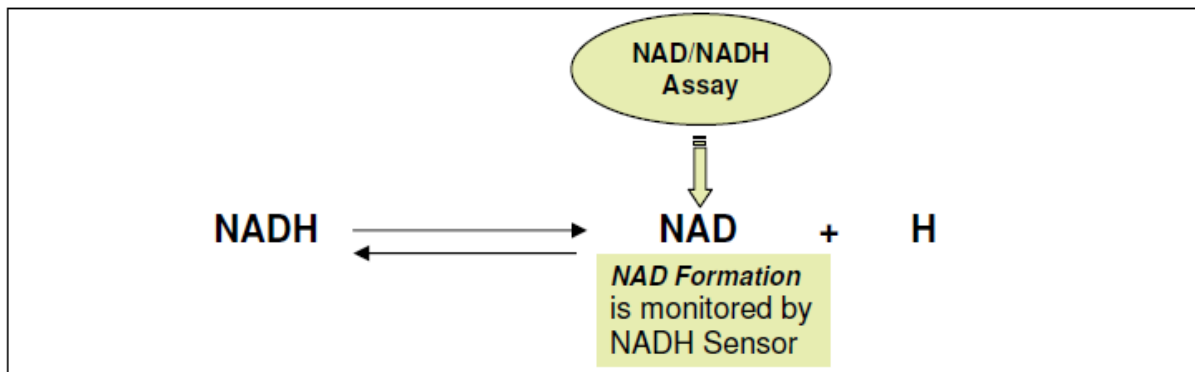 NAD/NADH
Assay
NADH NAD + H
NAD Formation
is monitored by
NADH Sensor